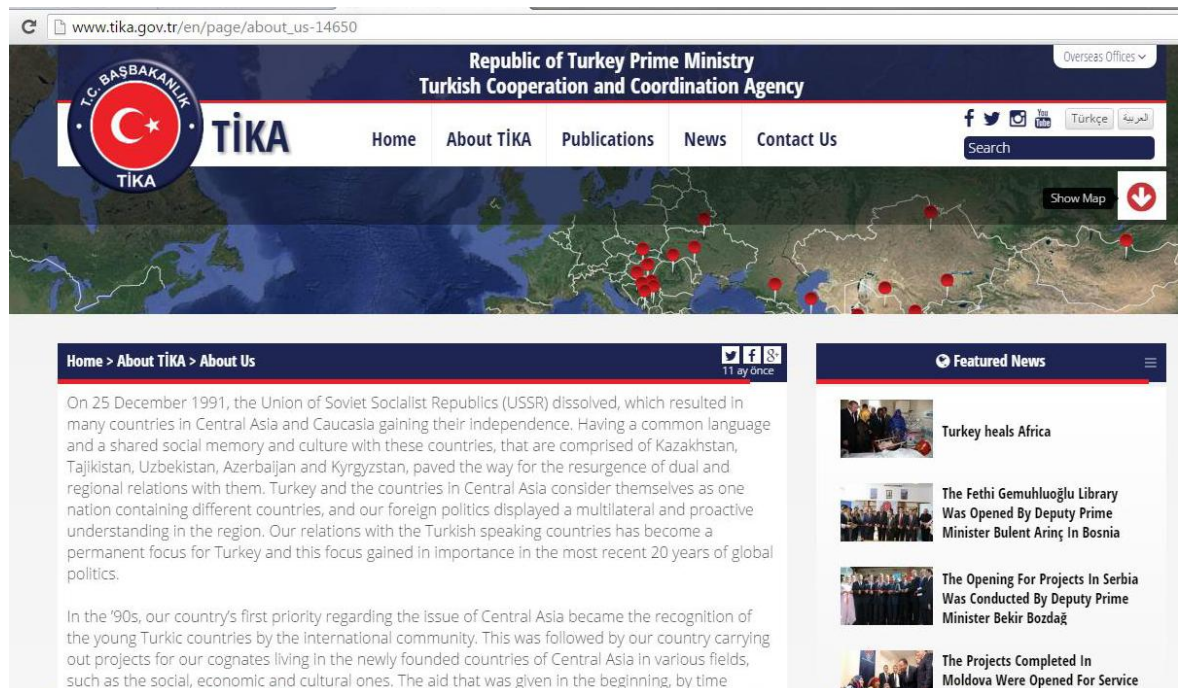 www.tika.gov.tr/en/page/about_us-14650
Republic of Turkey Prime Ministry
Turkish Cooperation and Coordination Agency
Overseas Offices
T.C. BAŞBAKANLIK
TİKA
TİKA
Home
About TİKA
Publications
News
Contact Us
You
Tube
Türkçe
العربية
Search
Show Map
Home > About TİKA > About Us
11 ay önce
On 25 December 1991, the Union of Soviet Socialist Republics (USSR) dissolved, which resulted in
many countries in Central Asia and Caucasia gaining their independence. Having a common language
and a shared social memory and culture with these countries, that are comprised of Kazakhstan,
Tajikistan, Uzbekistan, Azerbaijan and Kyrgyzstan, paved the way for the resurgence of dual and
regional relations with them. Turkey and the countries in Central Asia consider themselves as one
nation containing different countries, and our foreign politics displayed a multilateral and proactive
understanding in the region. Our relations with the Turkish speaking countries has become a
permanent focus for Turkey and this focus gained in importance in the most recent 20 years of global
politics.
In the '90s, our country's first priority regarding the issue of Central Asia became the recognition of
the young Turkic countries by the international community. This was followed by our country carrying
out projects for our cognates living in the newly founded countries of Central Asia in various fields,
such as the social, economic and cultural ones. The aid that was given in the beginning, by time
Featured News
Turkey heals Africa
The Fethi Gemuhluoğlu Library
Was Opened By Deputy Prime
Minister Bulent Arinç In Bosnia
The Opening For Projects In Serbia
Was Conducted By Deputy Prime
Minister Bekir Bozdağ
The Projects Completed In
Moldova Were Opened For Service